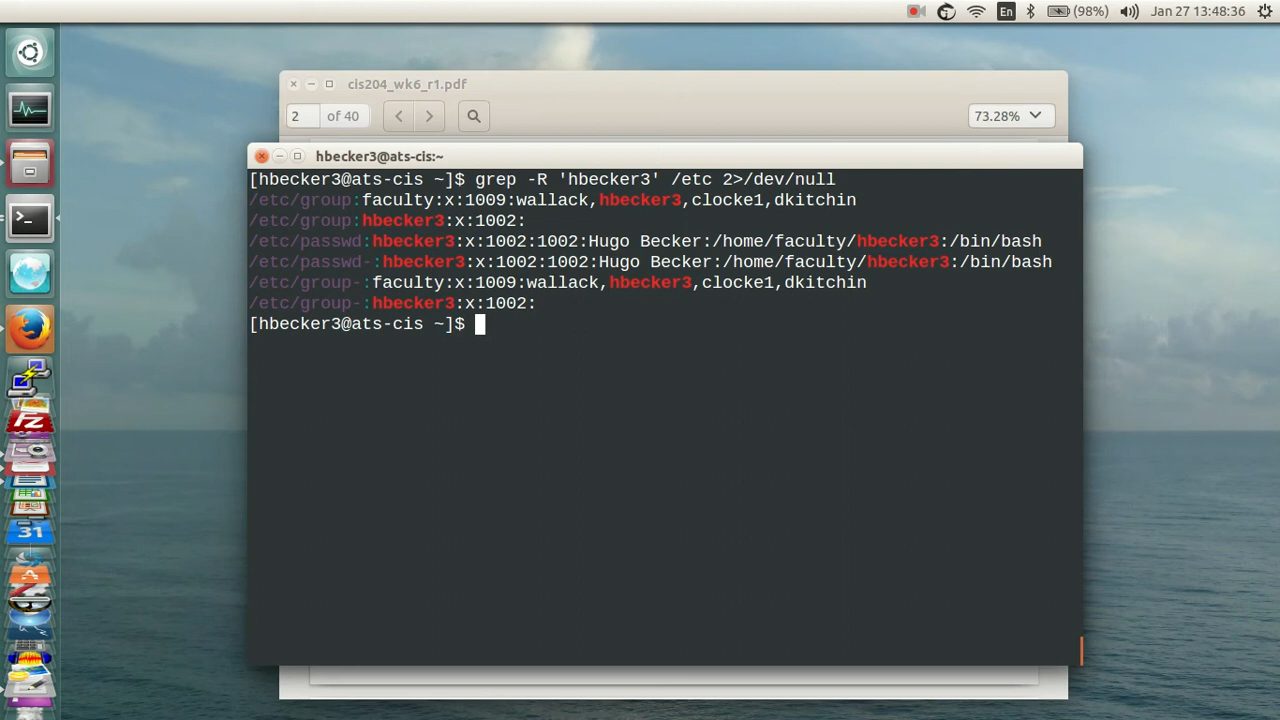 En (98%) Jan 27 13:48:36
cis204_wk6_r1.pdf
2 of 40 73.28%
hbecker3@ats-cis:~
[hbecker3@ats-cis ~]$ grep -R 'hbecker3' /etc 2>/dev/null
/etc/group:faculty:x:1009:wallack,hbecker3,clocke1,dkitchin
/etc/group:hbecker3:x:1002:
/etc/passwd:hbecker3:x:1002:1002:Hugo Becker:/home/faculty/hbecker3:/bin/bash
/etc/passwd-:hbecker3:x:1002:1002:Hugo Becker:/home/faculty/hbecker3:/bin/bash
/etc/group-:faculty:x:1009:wallack,hbecker3,clocke1,dkitchin
/etc/group-:hbecker3:x:1002:
[hbecker3@ats-cis ~]$
>_
FZ
31